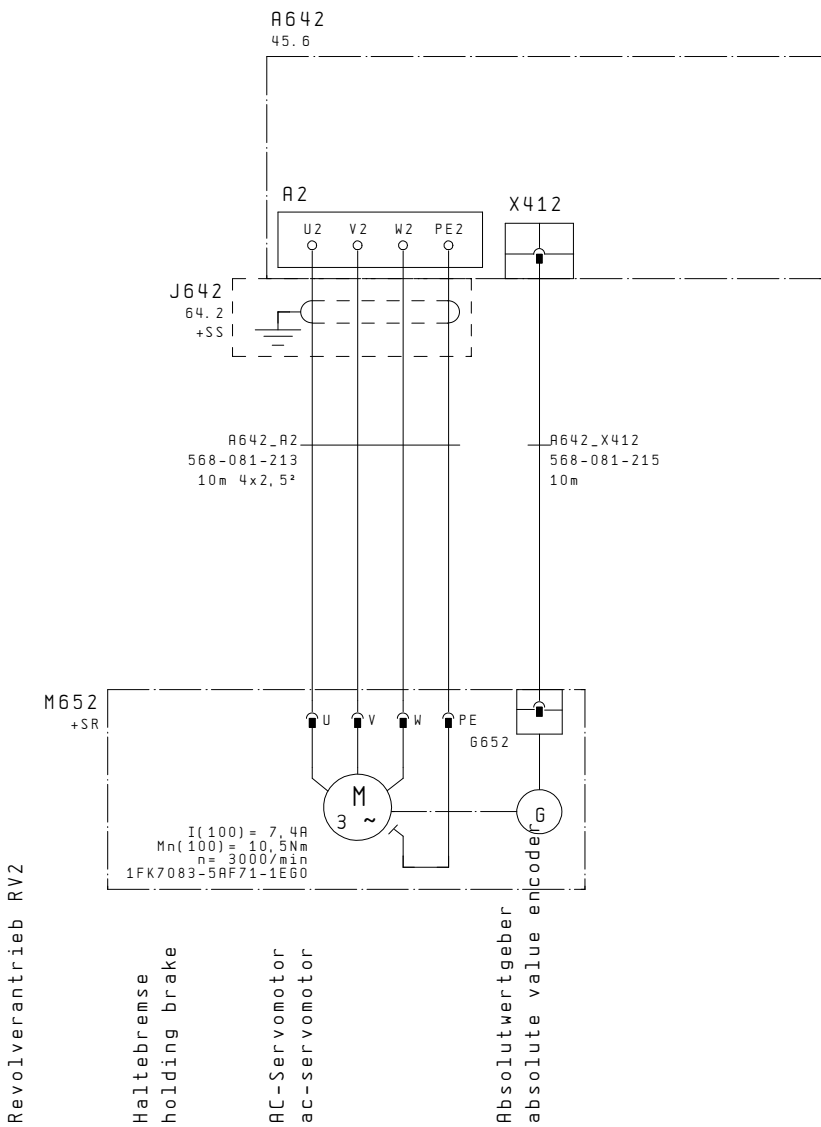 A642
45.6
A2
X412
U2 V2 W2 PE2
J642
64.2
+SS
A642_A2
568-081-213
10m 4x2,5²
A642_X412
568-081-215
10m
M652
+SR
U V W PE
G652
M
3 ~
G
I(100)= 7,4A
Mn(100)= 10,5Nm
n= 3000/min
1FK7083-5AF71-1EG0
Revolverantrieb RV2
Haltebremse
holding brake
AC-Servomotor
ac-servomotor
Absolutwertgeber
absolute value encoder